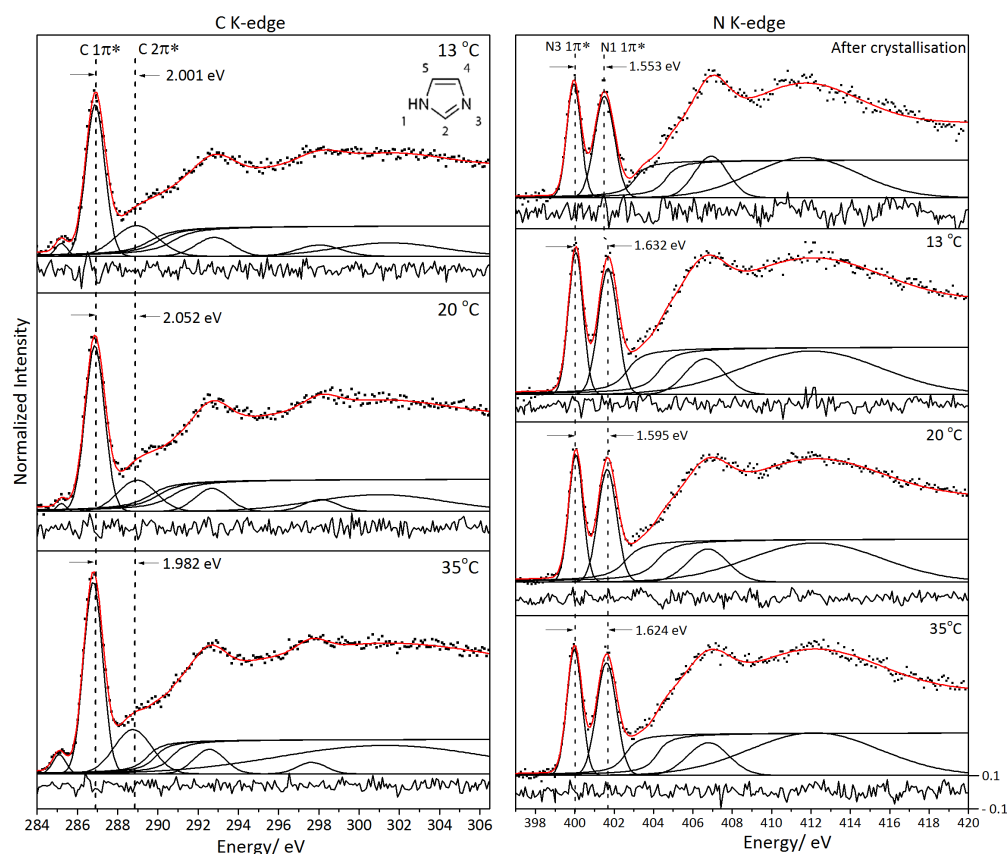 C K-edge
C 1π*
C 2π*
13 °C
2.001 eV
5
4
HN
N
1
2
3
20 °C
2.052 eV
35°C
1.982 eV
Normalized Intensity
284 286 288 290 292 294 296 298 300 302 304 306
Energy/ eV
N K-edge
N3 1π*
N1 1π*
After crystallisation
1.553 eV
13°C
1.632 eV
20 °C
1.595 eV
35°C
1.624 eV
0.1
- 0.1
398 400 402 404 406 408 410 412 414 416 418 420
Energy/ eV